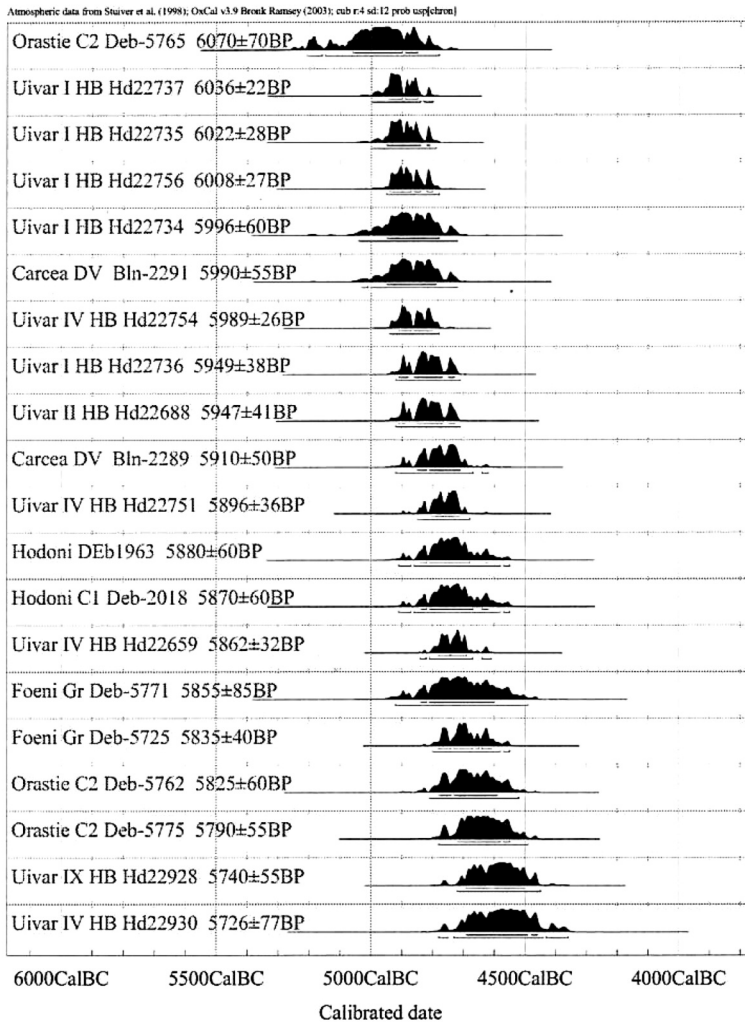 Atmospheric data from Stuiver et al. (1998); OxCal v3.9 Bronk Ramsey (2003); cub r:4 sd:12 prob usp[chron]
Orastie C2 Deb-5765 6070±70BP
Uivar I HB Hd22737 6036±22BP
Uivar I HB Hd22735 6022±28BP
Uivar I HB Hd22756 6008±27BP
Uivar I HB Hd22734 5996±60BP
Carcea DV Bln-2291 5990±55BP
Uivar IV HB Hd22754 5989±26BP
Uivar I HB Hd22736 5949±38BP
Uivar II HB Hd22688 5947±41BP
Carcea DV Bln-2289 5910±50BP
Uivar IV HB Hd22751 5896±36BP
Hodoni DEb1963 5880±60BP
Hodoni C1 Deb-2018 5870±60BP
Uivar IV HB Hd22659 5862±32BP
Foeni Gr Deb-5771 5855±85BP
Foeni Gr Deb-5725 5835±40BP
Orastie C2 Deb-5762 5825±60BP
Orastie C2 Deb-5775 5790±55BP
Uivar IX HB Hd22928 5740±55BP
Uivar IV HB Hd22930 5726±77BP
6000CalBC 5500CalBC 5000CalBC 4500CalBC 4000CalBC
Calibrated date